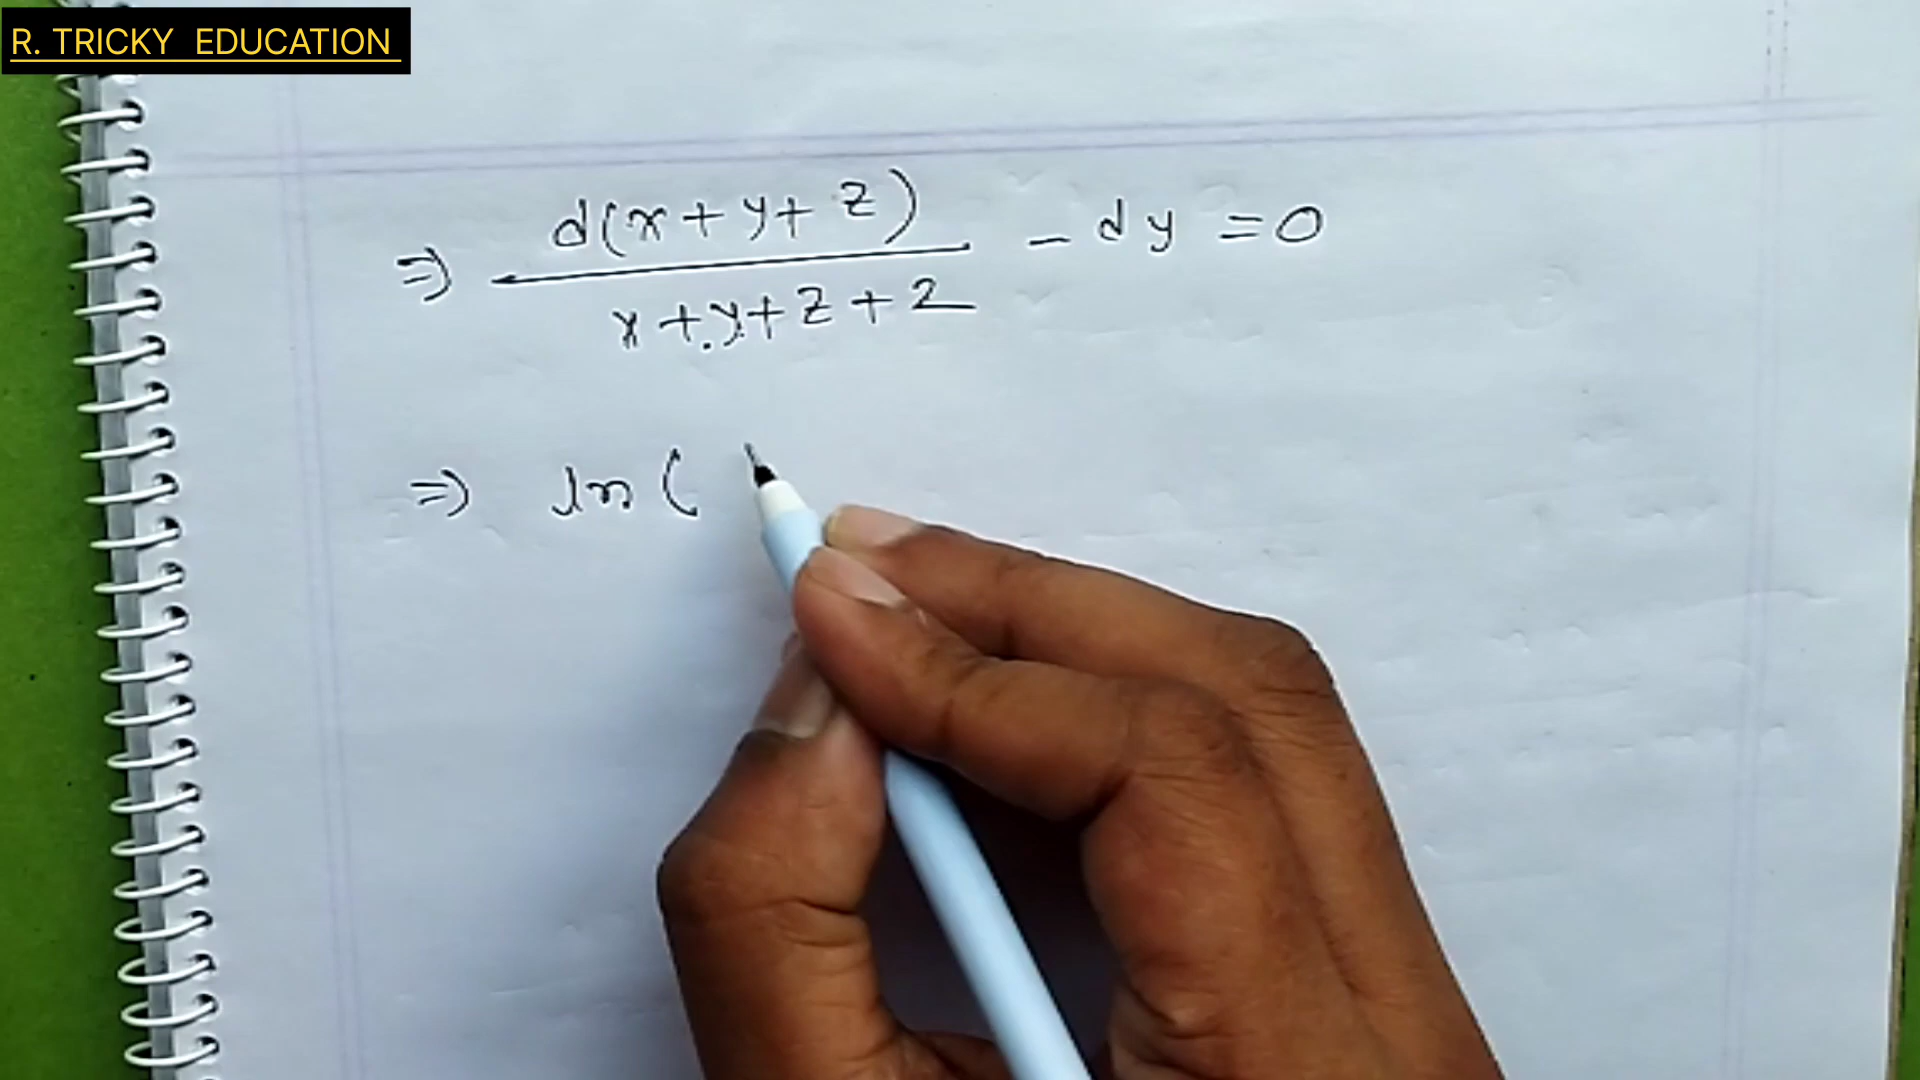 R. TRICKY EDUCATION
⇒ d(x+y+z)/(x+y+z+2) - dy = 0
⇒ ln (